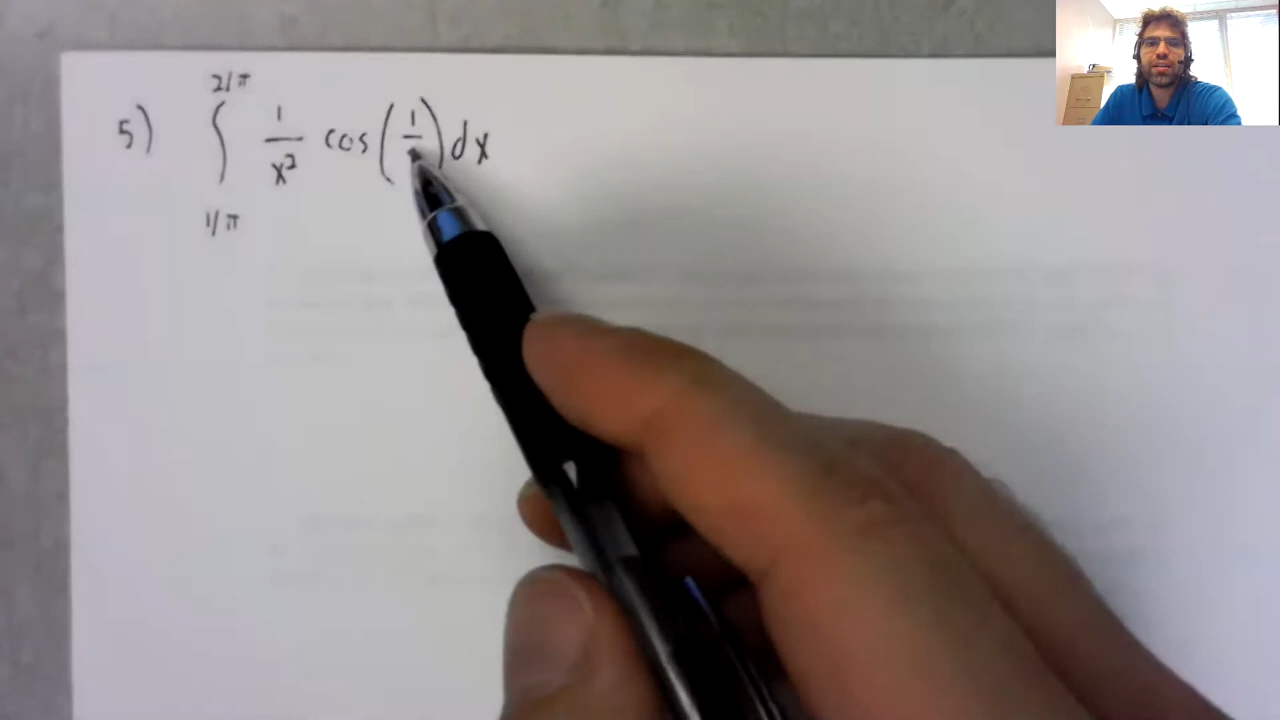 2/π
5) ∫ 1/x² cos(1/ ) dx
1/π